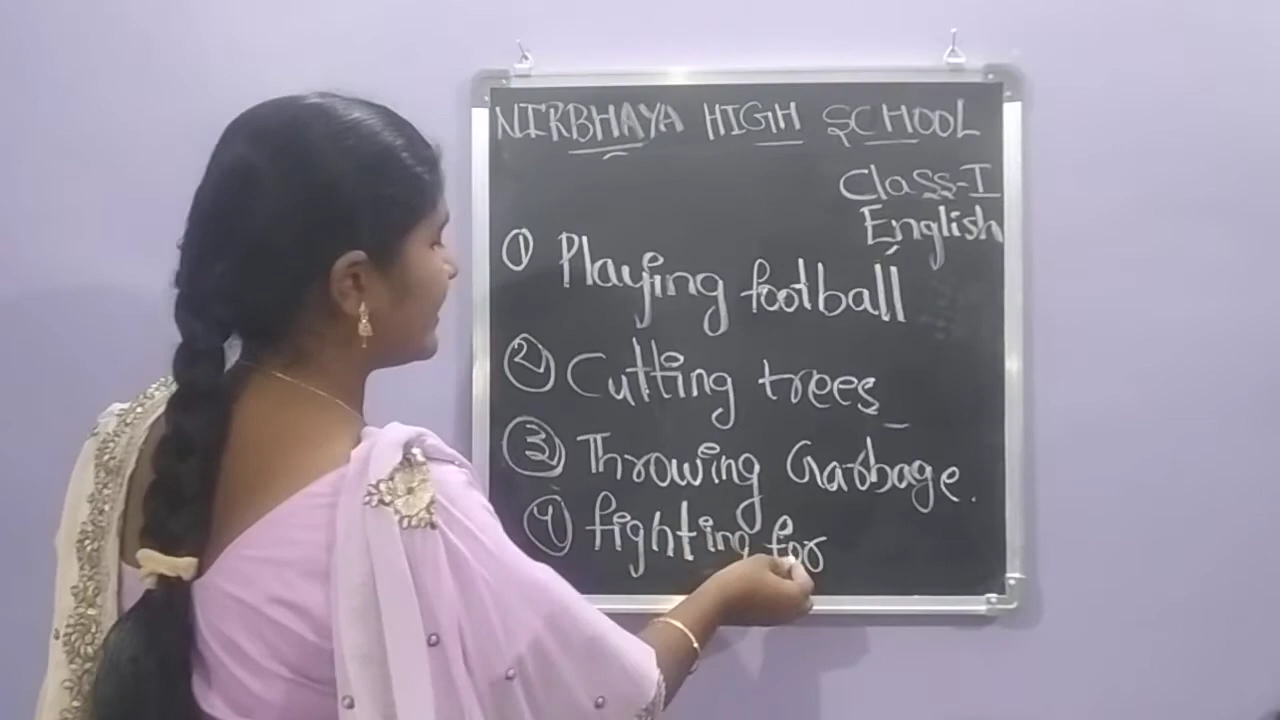 NIRBHAYA HIGH SCHOOL
Class-I
English
① Playing football
② Cutting trees
③ Throwing Garbage.
④ fighting for